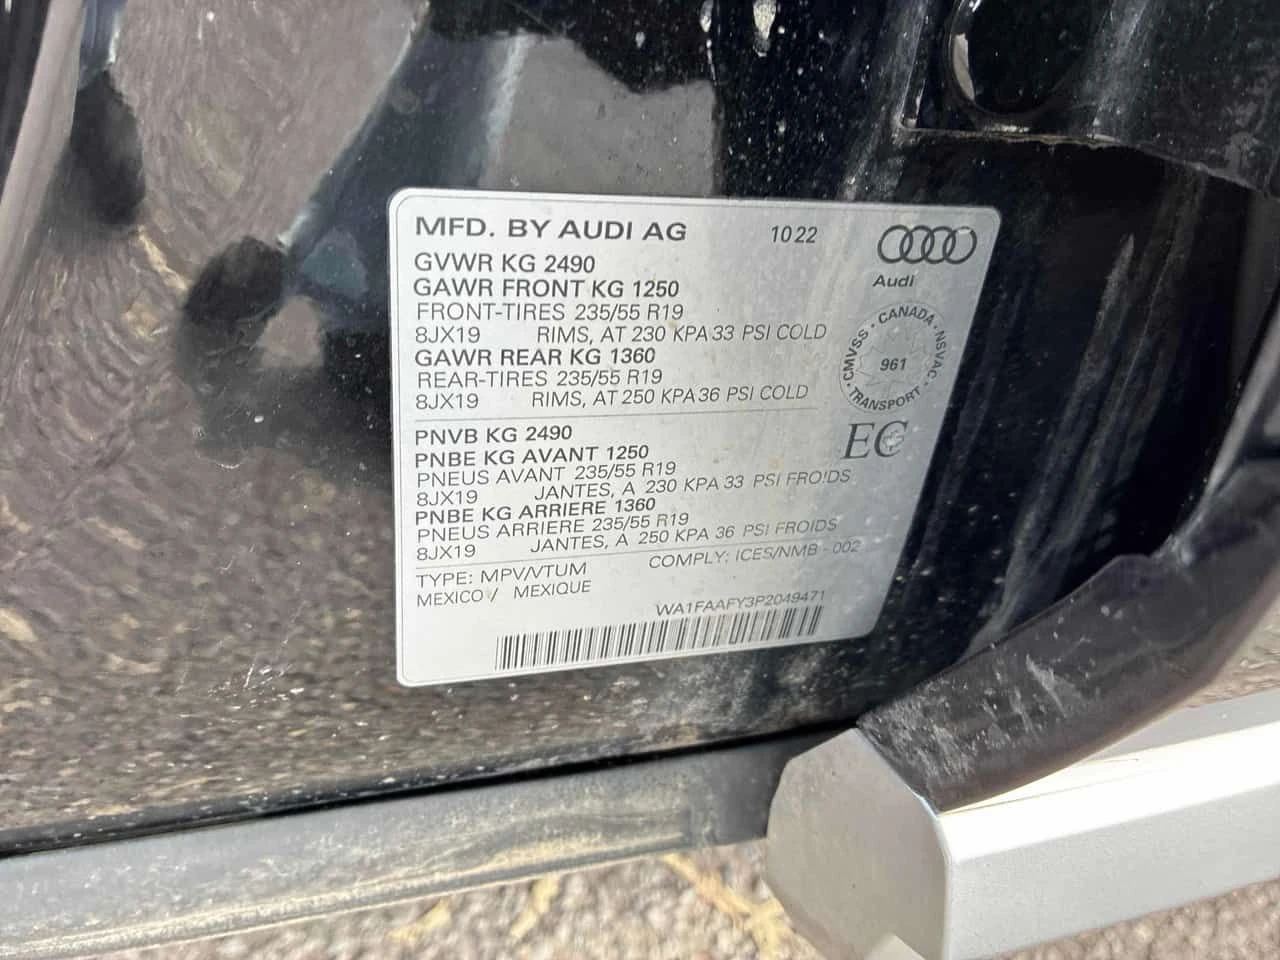 MFD. BY AUDI AG 1022
Audi
GVWR KG 2490
GAWR FRONT KG 1250
FRONT-TIRES 235/55 R19
8JX19 RIMS, AT 230 KPA 33 PSI COLD
GAWR REAR KG 1360
REAR-TIRES 235/55 R19
8JX19 RIMS, AT 250 KPA 36 PSI COLD
CANADA · NSVAC · TRANSPORT · CMVSS ·
961
EC
PNVB KG 2490
PNBE KG AVANT 1250
PNEUS AVANT 235/55 R19
8JX19 JANTES, A 230 KPA 33 PSI FROIDS
PNBE KG ARRIERE 1360
PNEUS ARRIERE 235/55 R19
8JX19 JANTES, A 250 KPA 36 PSI FROIDS
TYPE: MPV/VTUM COMPLY: ICES/NMB - 002
MEXICO / MEXIQUE
WA1FAAFY3P2049471